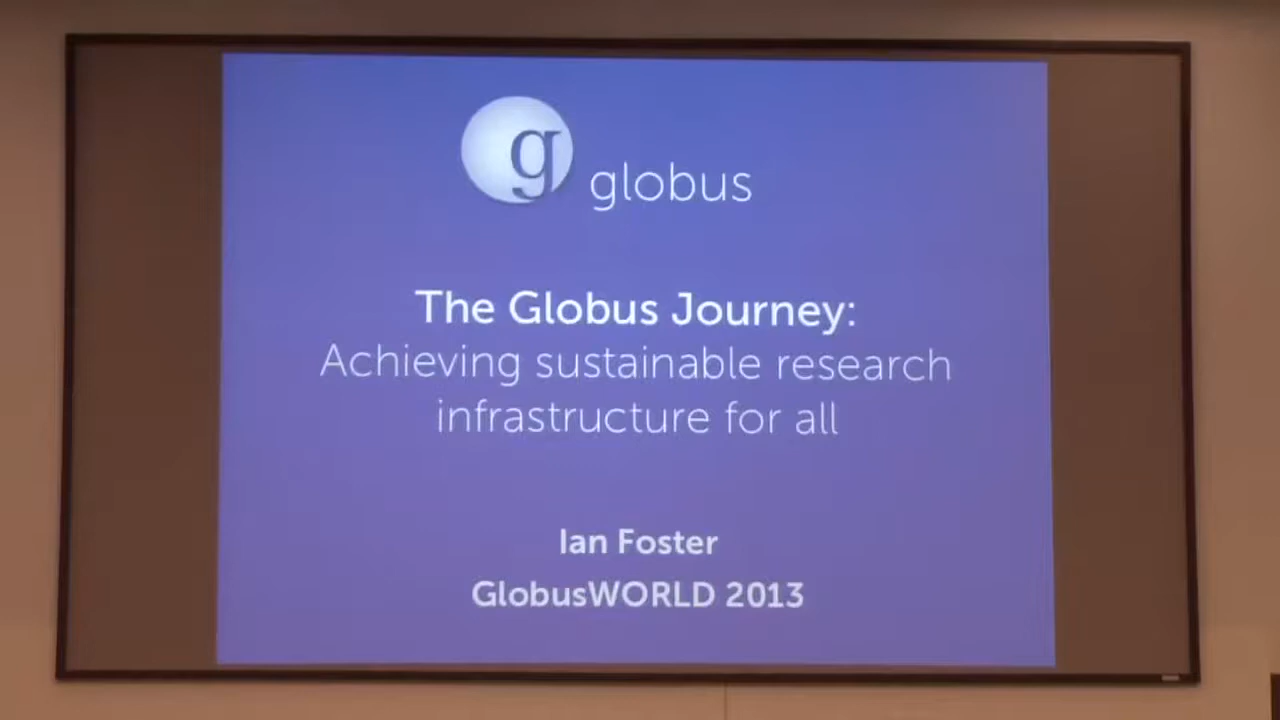 g globus
The Globus Journey:
Achieving sustainable research
infrastructure for all
Ian Foster
GlobusWORLD 2013